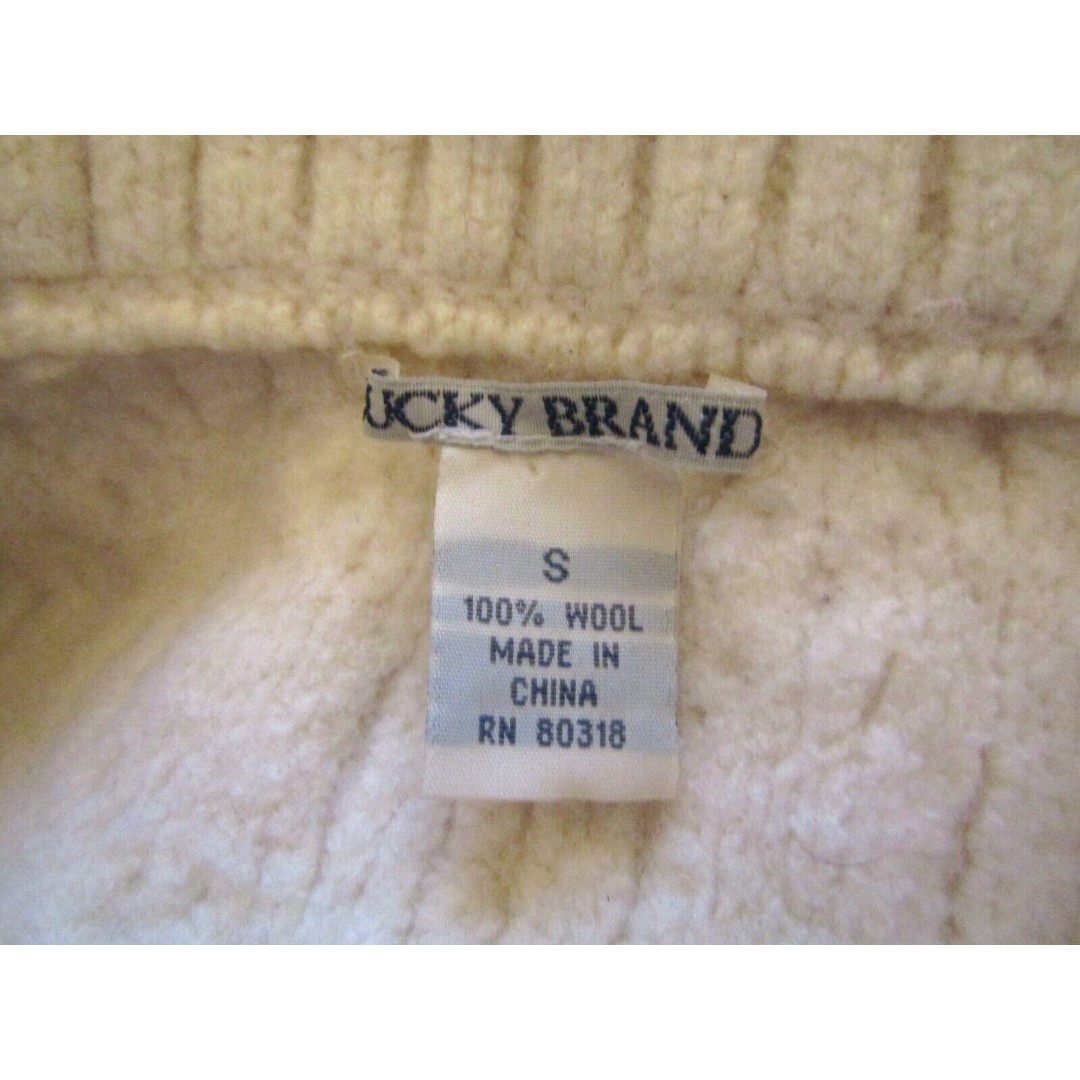 UCKY BRAND
S
100% WOOL
MADE IN
CHINA
RN 80318